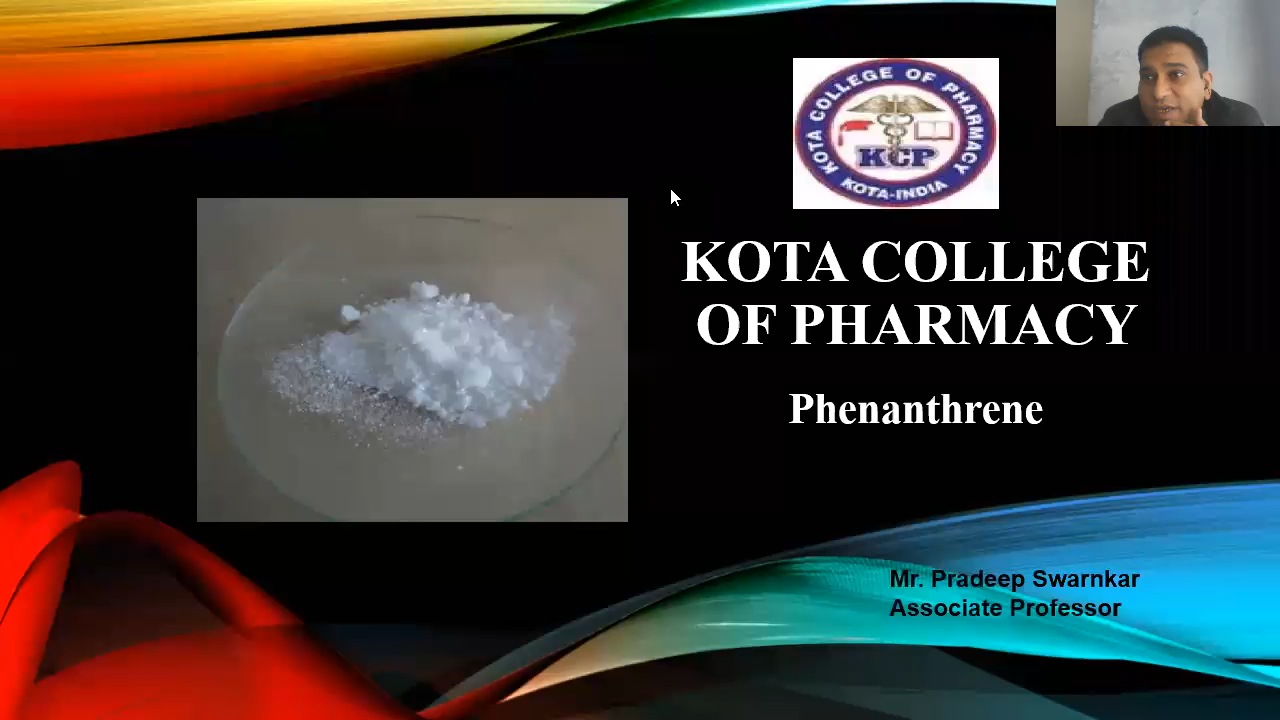 KOTA COLLEGE OF PHARMACY
KCP
KOTA-INDIA
KOTA COLLEGE
OF PHARMACY
Phenanthrene
Mr. Pradeep Swarnkar
Associate Professor